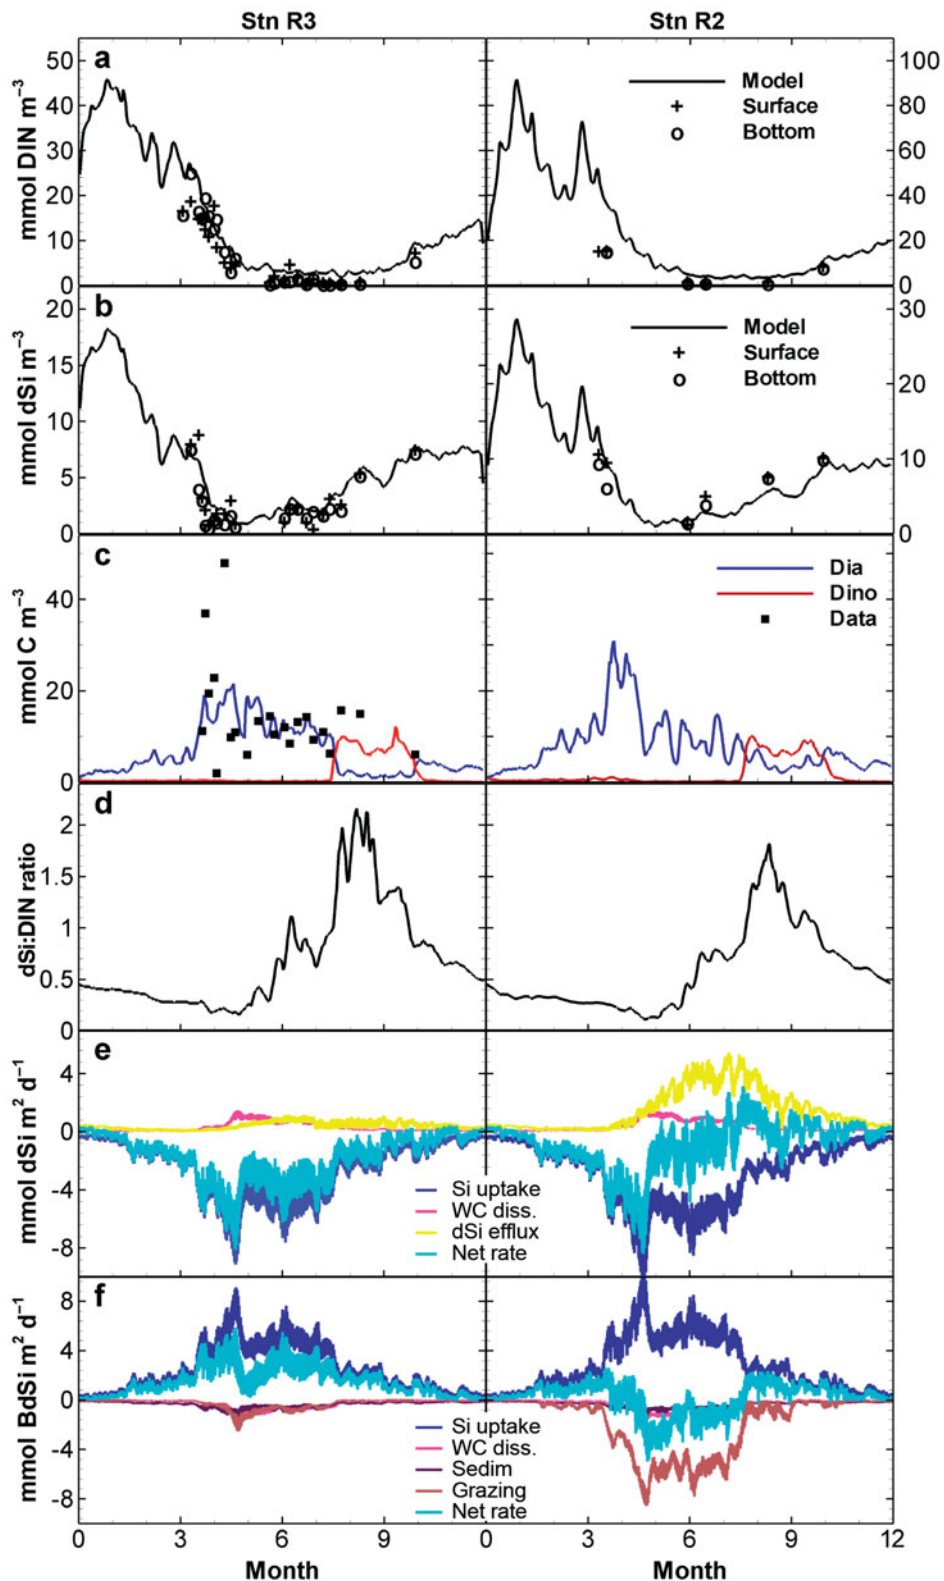 Stn R3 Stn R2
a
mmol DIN m⁻³
50
40
30
20
10
0
Model
Surface
Bottom
100
80
60
40
20
0
b
mmol dSi m⁻³
20
15
10
5
0
Model
Surface
Bottom
30
20
10
0
c
mmol C m⁻³
40
20
0
Dia
Dino
Data
d
dSi:DIN ratio
2
1.5
1
0.5
0
e
mmol dSi m² d⁻¹
4
0
-4
-8
Si uptake
WC diss.
dSi efflux
Net rate
f
mmol BdSi m² d⁻¹
8
4
0
-4
-8
Si uptake
WC diss.
Sedim
Grazing
Net rate
0 3 6 9 0 3 6 9 12
Month Month